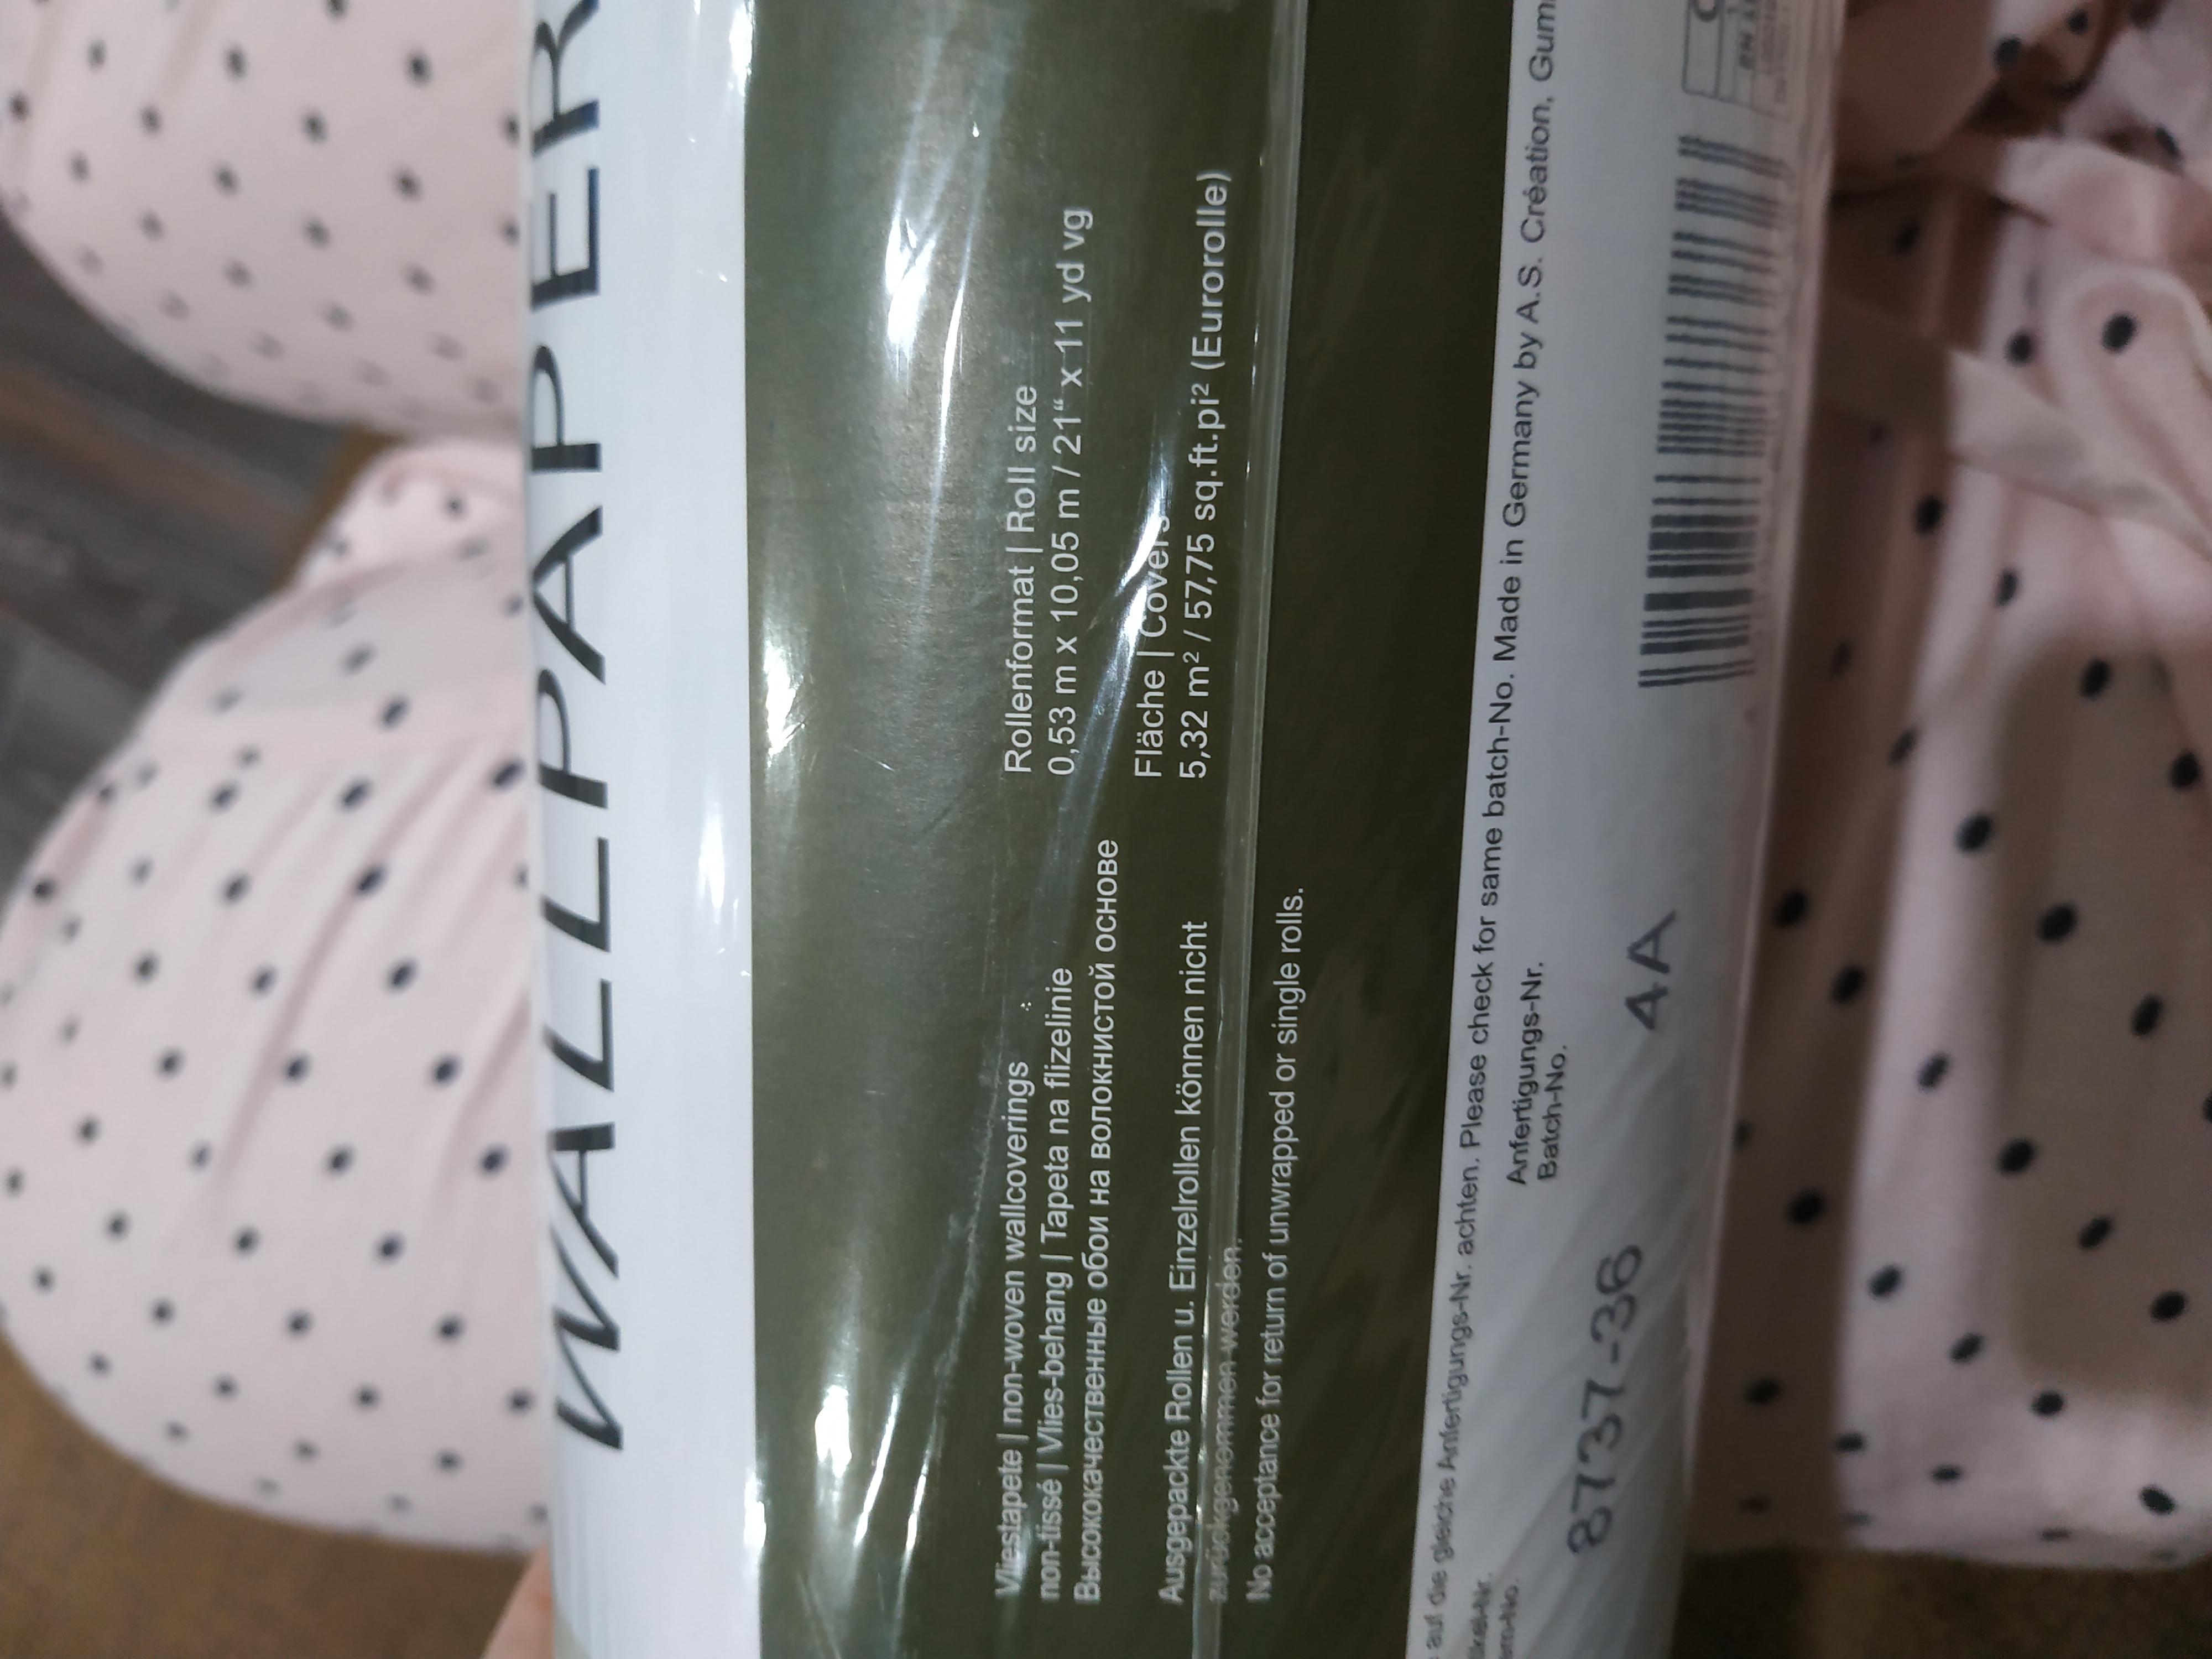 WALLPAPER
Vliestapete | non-woven wallcoverings
non-tissé | Vlies-behang | Tapeta na flizelinie
Высококачественные обои на волокнистой основе
Ausgepackte Rollen u. Einzelrollen können nicht
zurückgenommen werden.
No acceptance for return of unwrapped or single rolls.
Rollenformat | Roll size
0,53 m x 10,05 m / 21“ x 11 yd vg
Fläche | Covers
5,32 m² / 57,75 sq.ft.pi² (Eurorolle)
auf die gleiche Anfertigungs-Nr. achten. Please check for same batch-No. Made in Germany by A.S. Création,
Anfertigungs-Nr.
Batch-No.
8737-36 4A